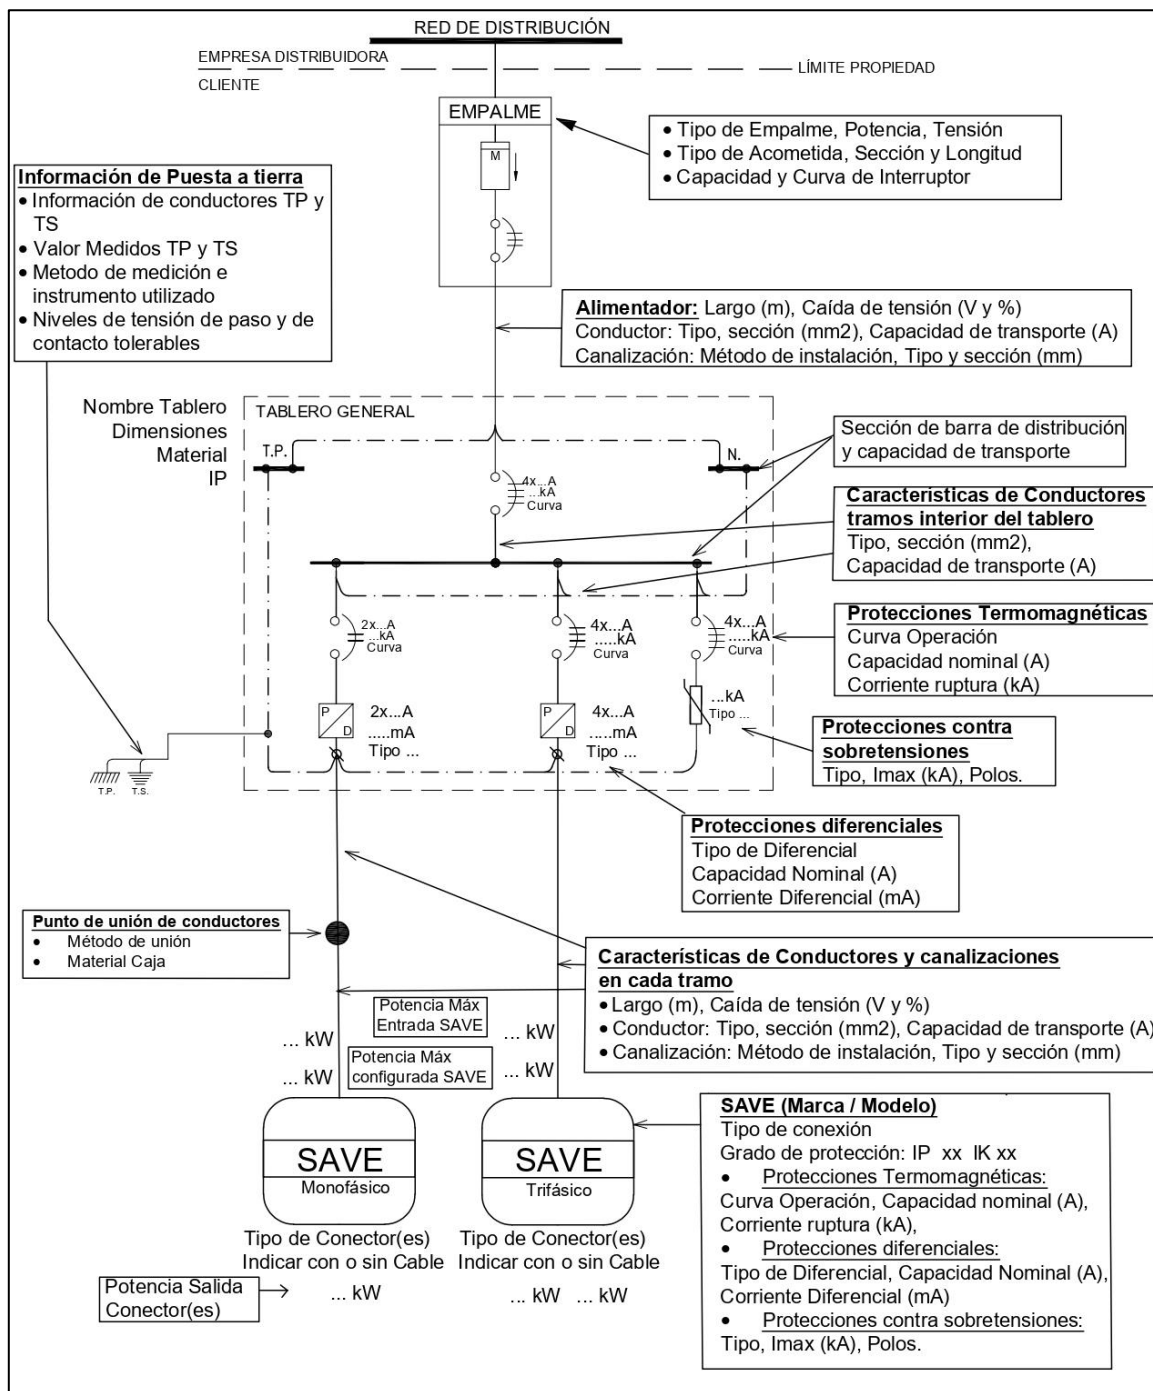 RED DE DISTRIBUCIÓN
EMPRESA DISTRIBUIDORA
LÍMITE PROPIEDAD
CLIENTE
EMPALME
M
• Tipo de Empalme, Potencia, Tensión
• Tipo de Acometida, Sección y Longitud
• Capacidad y Curva de Interruptor
Información de Puesta a tierra
• Información de conductores TP y
TS
• Valor Medidos TP y TS
• Metodo de medición e
instrumento utilizado
• Niveles de tensión de paso y de
contacto tolerables
Alimentador: Largo (m), Caída de tensión (V y %)
Conductor: Tipo, sección (mm2), Capacidad de transporte (A)
Canalización: Método de instalación, Tipo y sección (mm)
Nombre Tablero
Dimensiones
Material
IP
TABLERO GENERAL
T.P.
N.
4x...A
...kA
Curva
Sección de barra de distribución
y capacidad de transporte
Características de Conductores
tramos interior del tablero
Tipo, sección (mm2),
Capacidad de transporte (A)
2x...A
...kA
Curva
4x...A
.....kA
Curva
4x...A
.....kA
Curva
Protecciones Termomagnéticas
Curva Operación
Capacidad nominal (A)
Corriente ruptura (kA)
P
D
2x...A
.....mA
Tipo ...
P
D
4x...A
.....mA
Tipo ...
...kA
Tipo ...
Protecciones contra
sobretensiones
Tipo, Imax (kA), Polos.
T.P.
T.S.
Protecciones diferenciales
Tipo de Diferencial
Capacidad Nominal (A)
Corriente Diferencial (mA)
Punto de unión de conductores
• Método de unión
• Material Caja
Características de Conductores y canalizaciones
en cada tramo
• Largo (m), Caída de tensión (V y %)
• Conductor: Tipo, sección (mm2), Capacidad de transporte (A)
• Canalización: Método de instalación, Tipo y sección (mm)
Potencia Máx
Entrada SAVE
... kW
... kW
Potencia Máx
configurada SAVE
... kW
... kW
SAVE
Monofásico
SAVE
Trifásico
Tipo de Conector(es)
Indicar con o sin Cable
Tipo de Conector(es)
Indicar con o sin Cable
Potencia Salida
Conector(es)
... kW
... kW ... kW
SAVE (Marca / Modelo)
Tipo de conexión
Grado de protección: IP xx IK xx
• Protecciones Termomagnéticas:
Curva Operación, Capacidad nominal (A),
Corriente ruptura (kA),
• Protecciones diferenciales:
Tipo de Diferencial, Capacidad Nominal (A),
Corriente Diferencial (mA)
• Protecciones contra sobretensiones:
Tipo, Imax (kA), Polos.